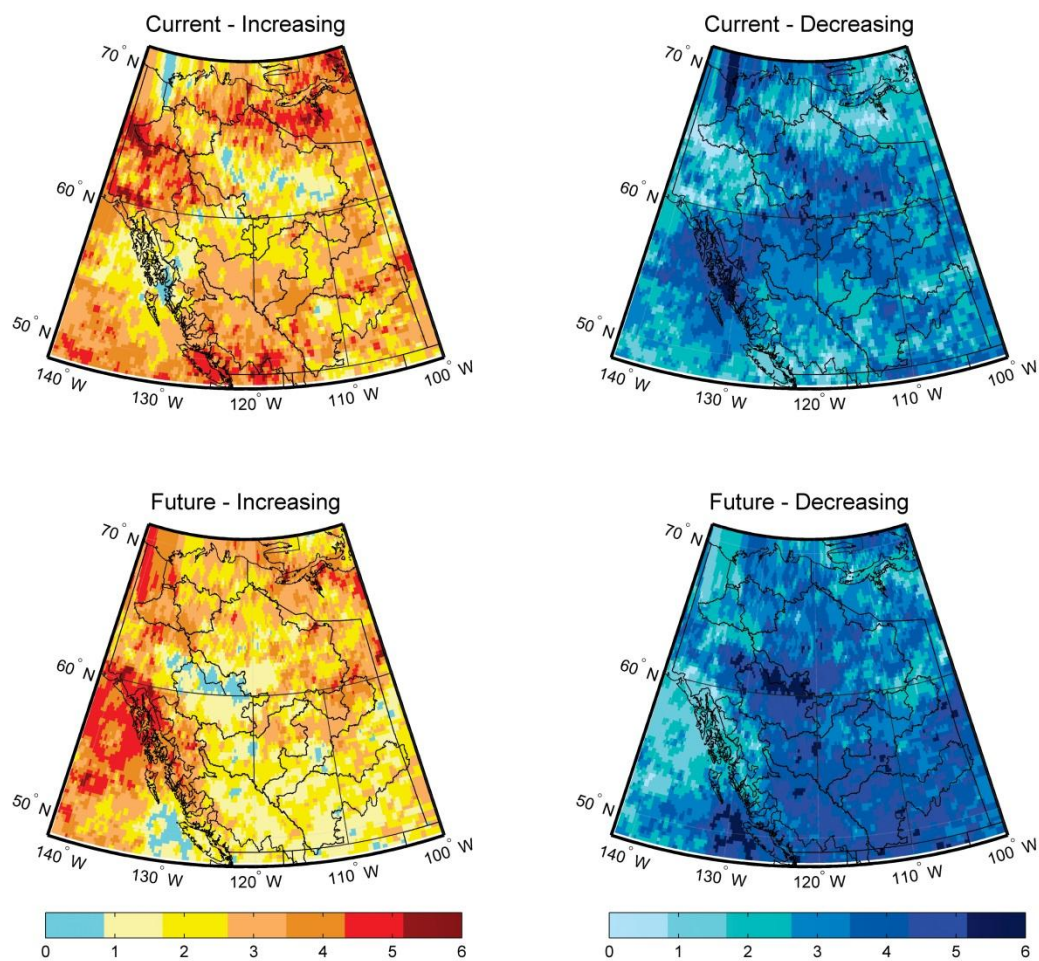 Current - Increasing
Current - Decreasing
70° N
60° N
50° N
140° W
130° W
120° W
110° W
100° W
70° N
60° N
50° N
140° W
130° W
120° W
110° W
100° W
Future - Increasing
Future - Decreasing
70° N
60° N
50° N
140° W
130° W
120° W
110° W
100° W
70° N
60° N
50° N
140° W
130° W
120° W
110° W
100° W
0 1 2 3 4 5 6
0 1 2 3 4 5 6